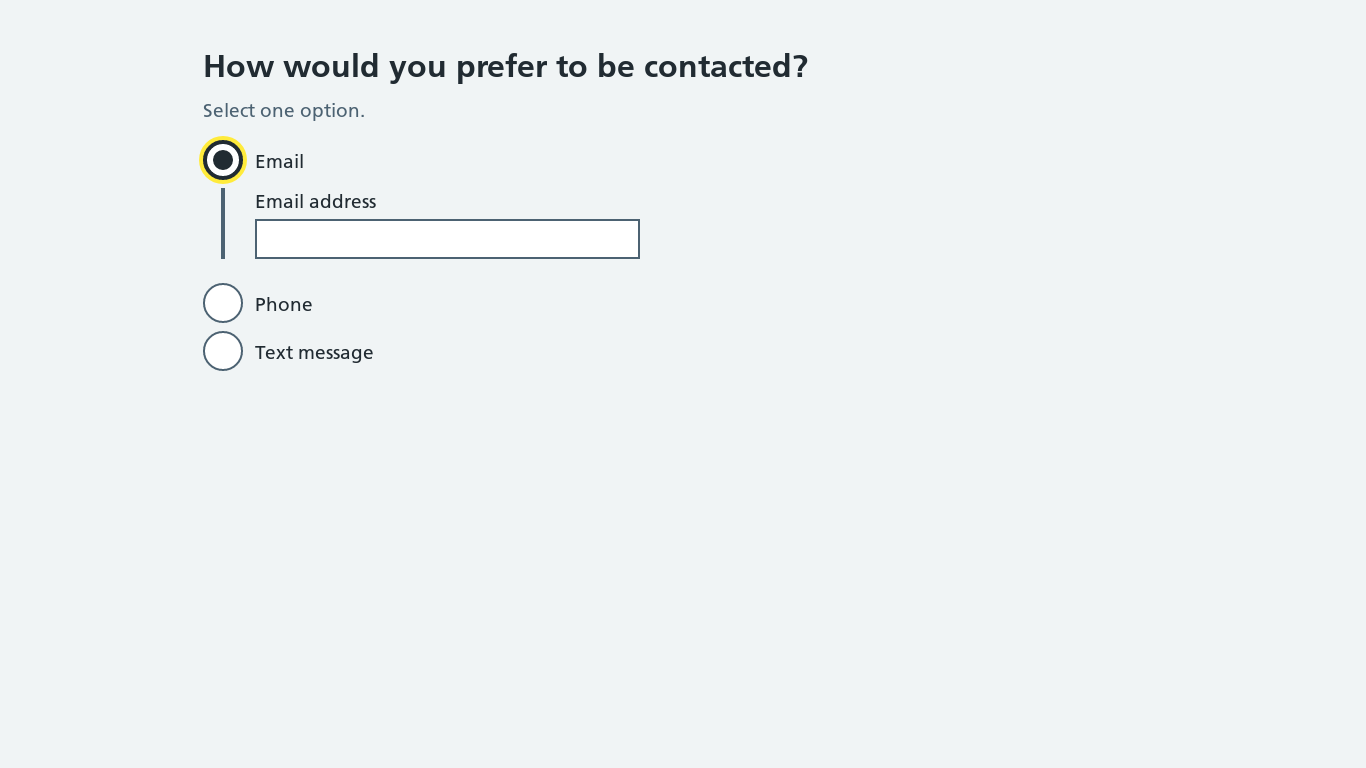 How would you prefer to be contacted?
Select one option.
Email
Email address
Phone
Text message